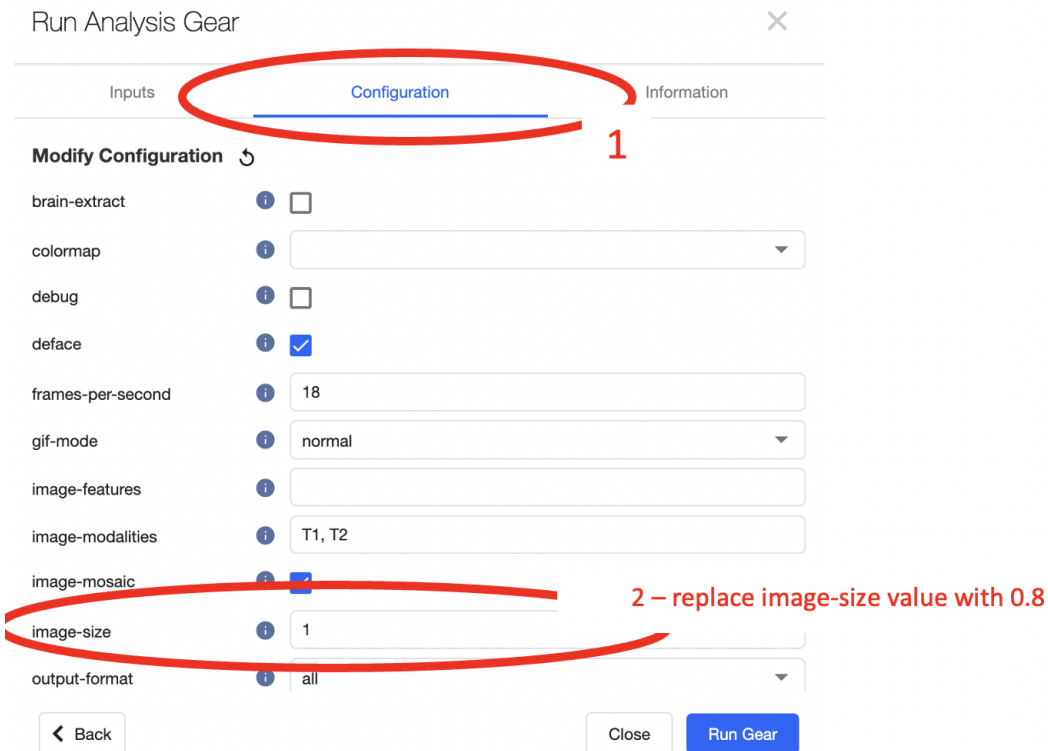 Run Analysis Gear
Inputs Configuration Information
1
Modify Configuration
brain-extract
colormap
debug
deface
frames-per-second 18
gif-mode normal
image-features
image-modalities T1, T2
image-mosaic
2 – replace image-size value with 0.8
image-size 1
output-format all
Back Close Run Gear